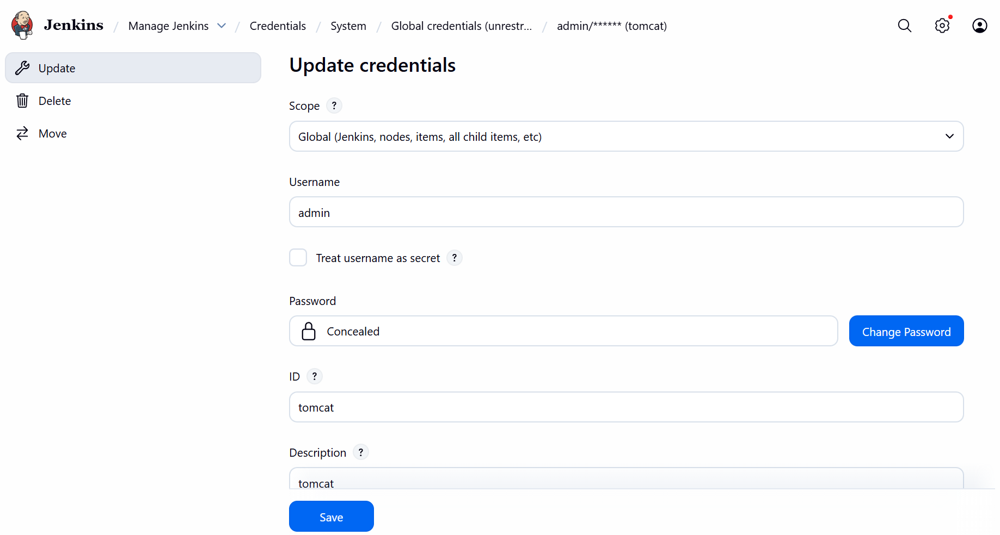 Jenkins / Manage Jenkins / Credentials / System / Global credentials (unrestr... / admin/****** (tomcat)
Update
Delete
Move
Update credentials
Scope ?
Global (Jenkins, nodes, items, all child items, etc)
Username
admin
Treat username as secret ?
Password
Concealed
Change Password
ID ?
tomcat
Description ?
tomcat
Save